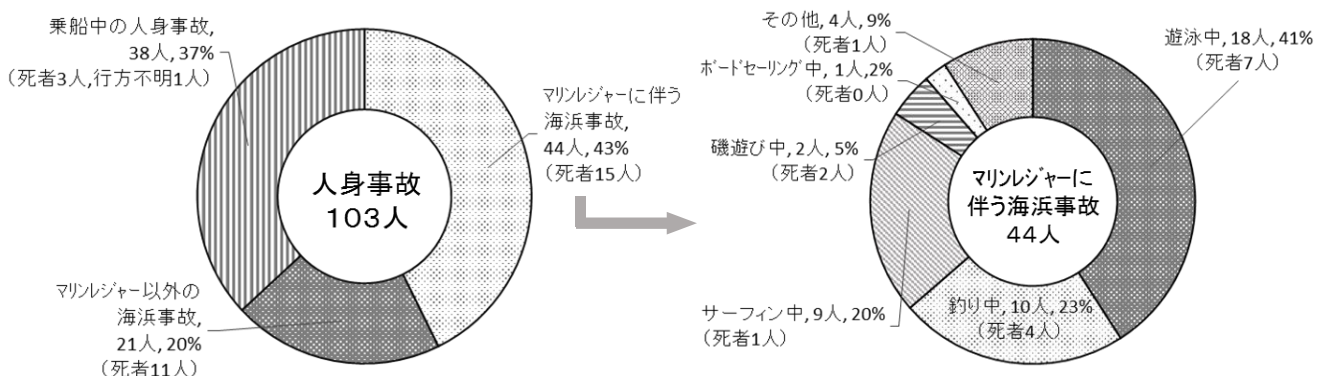 乗船中の人身事故,
38人, 37%
（死者3人,行方不明1人）
マリンレジャーに伴う
海浜事故,
44人, 43%
（死者15人）
人身事故
103人
マリンレジャー以外の
海浜事故,
21人, 20%
（死者11人）
その他, 4人, 9%
（死者1人）
ボードセーリング中, 1人,2%
（死者0人）
磯遊び中, 2人, 5%
（死者2人）
サーフィン中, 9人, 20%
（死者1人）
釣り中, 10人, 23%
（死者4人）
遊泳中, 18人, 41%
（死者7人）
マリンレジャーに
伴う海浜事故
44人